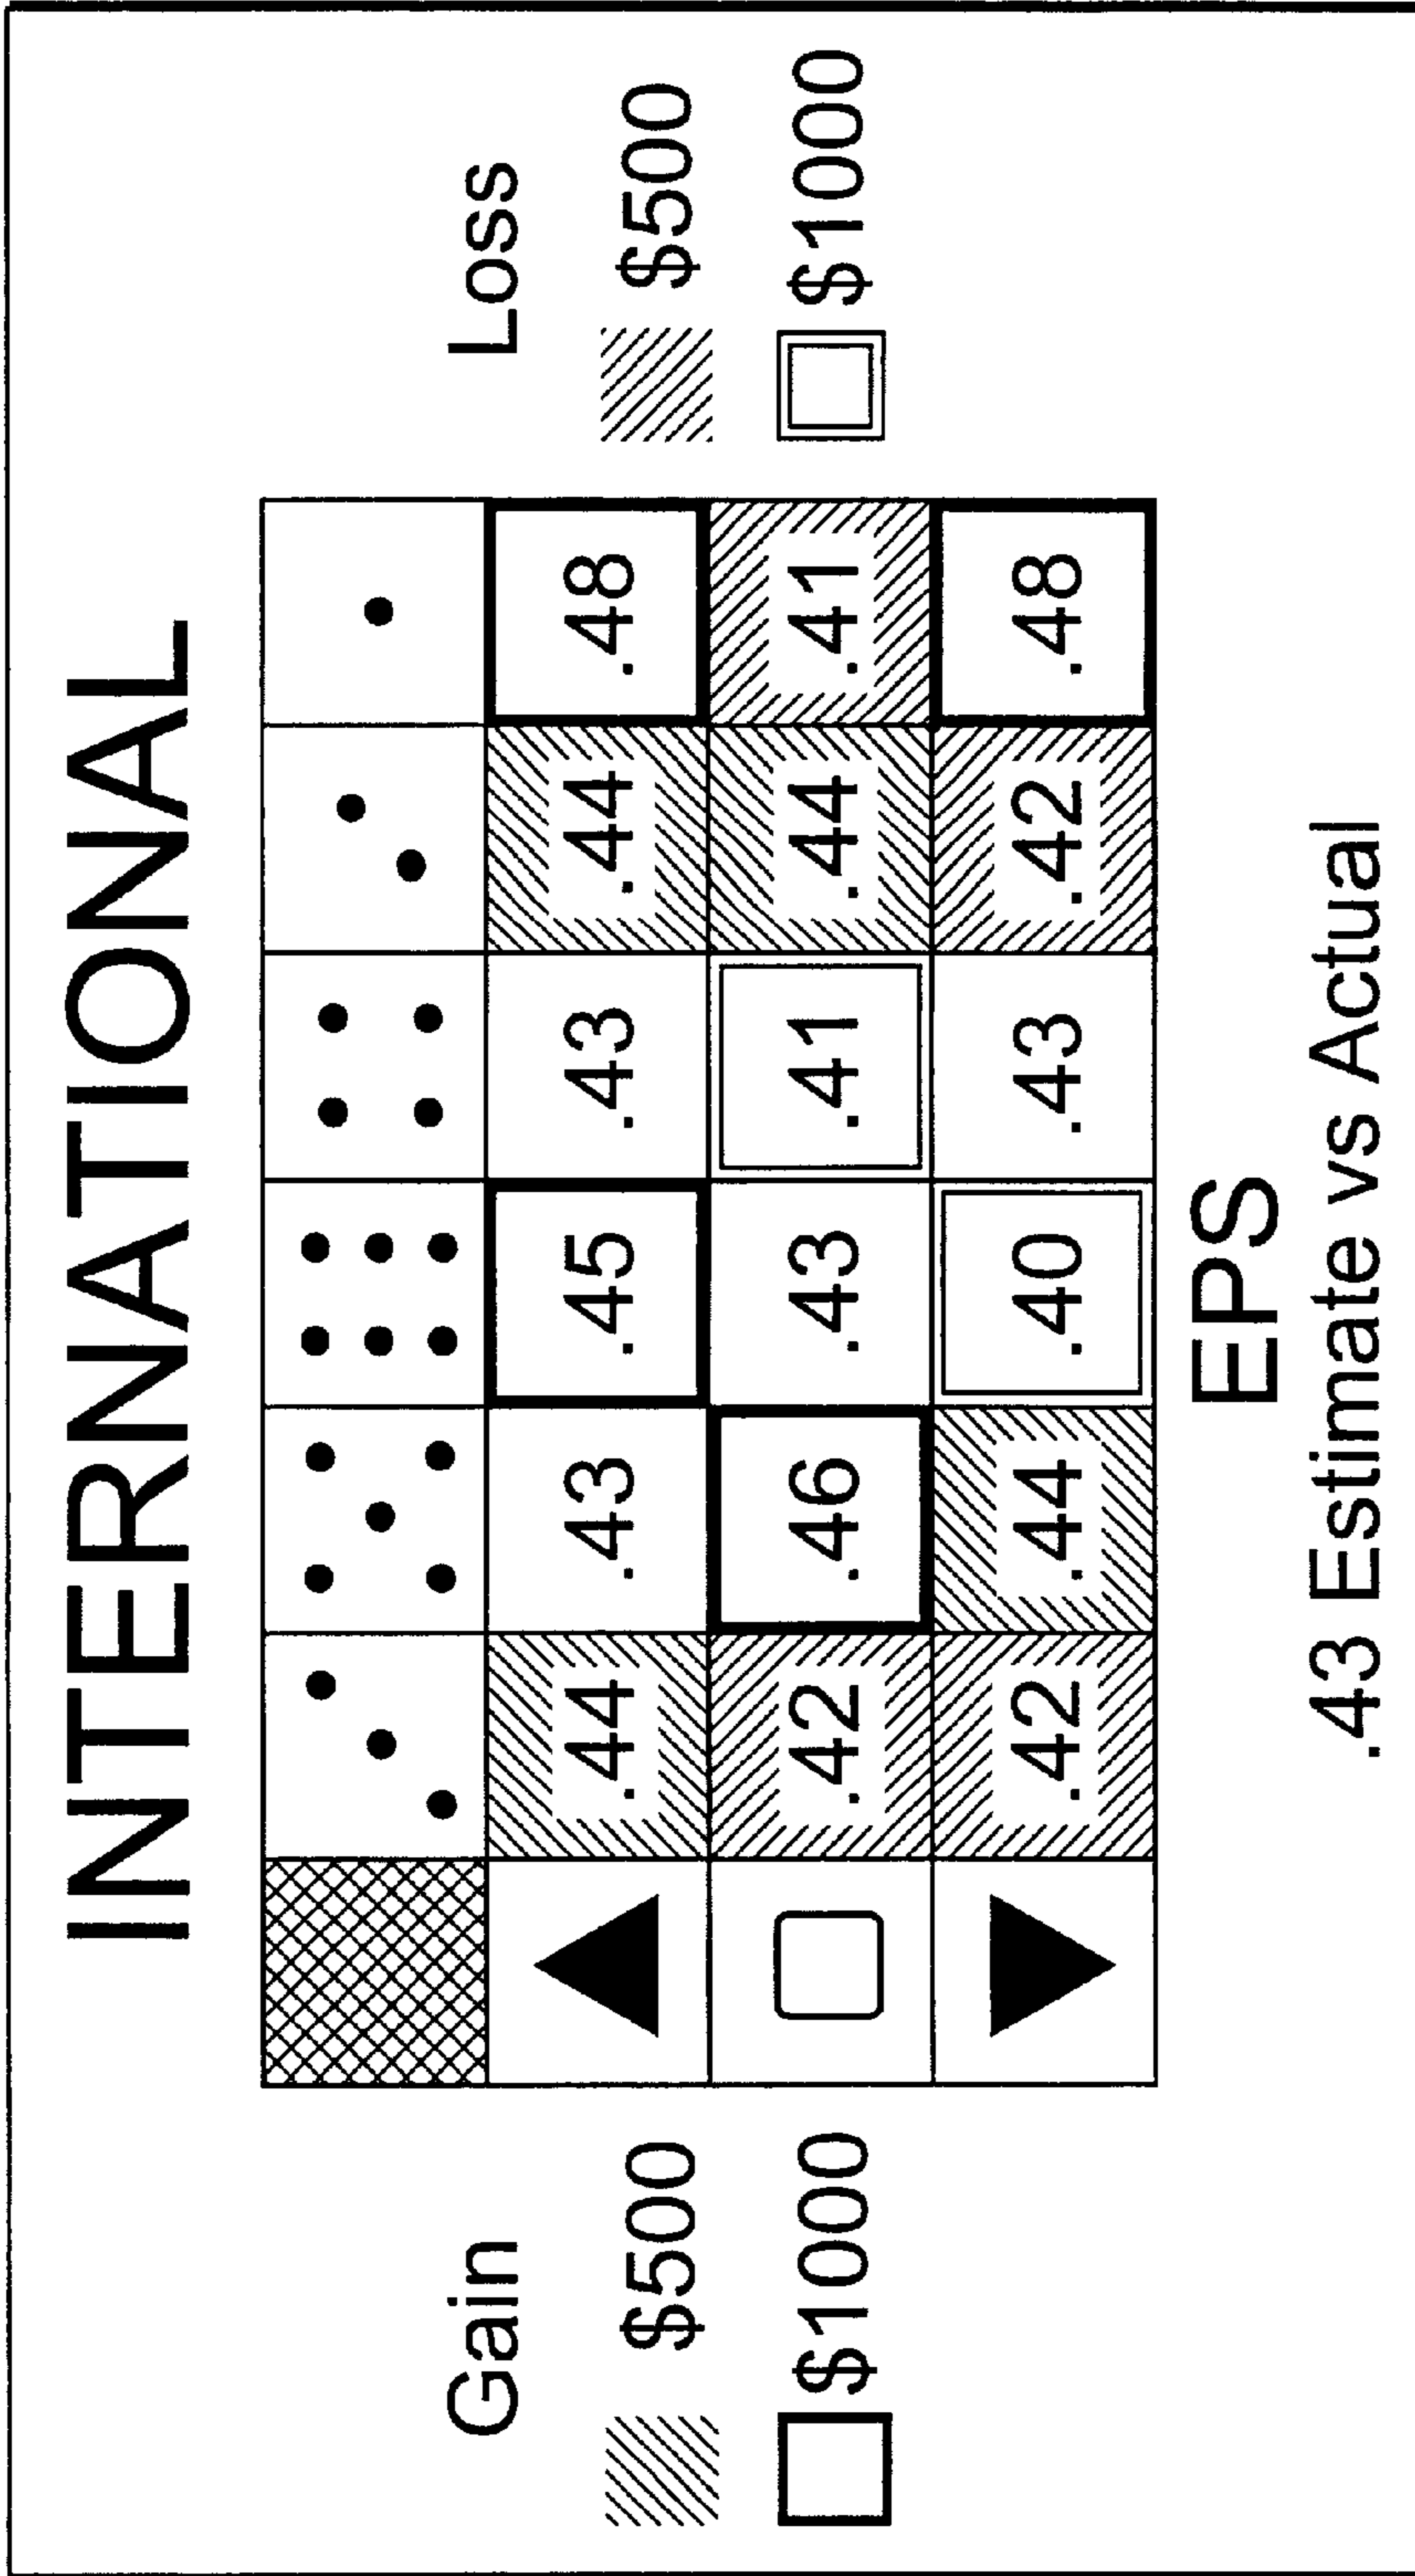 INTERNATIONAL
Gain
$500
$1000
.44 .43 .45 .43 .44 .48
.42 .46 .43 .41 .44 .41
.42 .44 .40 .43 .42 .48
Loss
$500
$1000
EPS
.43 Estimate vs Actual